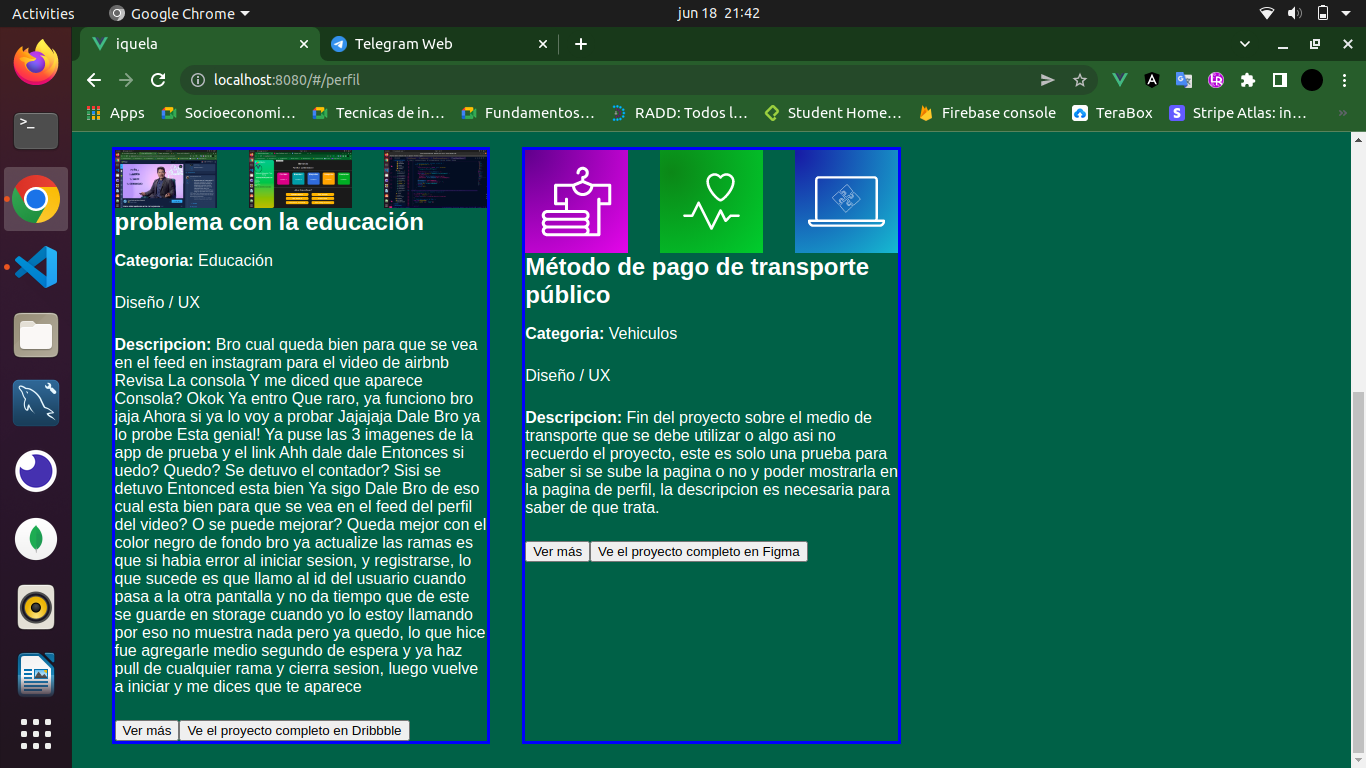 Activities
Google Chrome
jun 18 21:42
iquela
Telegram Web
localhost:8080/#/perfil
Apps
Socioeconomi…
Tecnicas de in…
Fundamentos…
RADD: Todos l…
Student Home…
Firebase console
TeraBox
Stripe Atlas: in…
problema con la educación
Categoria: Educación
Diseño / UX
Descripcion: Bro cual queda bien para que se vea
en el feed en instagram para el video de airbnb
Revisa La consola Y me diced que aparece
Consola? Okok Ya entro Que raro, ya funciono bro
jaja Ahora si ya lo voy a probar Jajajaja Dale Bro ya
lo probe Esta genial! Ya puse las 3 imagenes de la
app de prueba y el link Ahh dale dale Entonces si
uedo? Quedo? Se detuvo el contador? Sisi se
detuvo Entonced esta bien Ya sigo Dale Bro de eso
cual esta bien para que se vea en el feed del perfil
del video? O se puede mejorar? Queda mejor con el
color negro de fondo bro ya actualize las ramas es
que si habia error al iniciar sesion, y registrarse, lo
que sucede es que llamo al id del usuario cuando
pasa a la otra pantalla y no da tiempo que de este
se guarde en storage cuando yo lo estoy llamando
por eso no muestra nada pero ya quedo, lo que hice
fue agregarle medio segundo de espera y ya haz
pull de cualquier rama y cierra sesion, luego vuelve
a iniciar y me dices que te aparece
Ver más
Ve el proyecto completo en Dribbble
Método de pago de transporte
público
Categoria: Vehiculos
Diseño / UX
Descripcion: Fin del proyecto sobre el medio de
transporte que se debe utilizar o algo asi no
recuerdo el proyecto, este es solo una prueba para
saber si se sube la pagina o no y poder mostrarla en
la pagina de perfil, la descripcion es necesaria para
saber de que trata.
Ver más
Ve el proyecto completo en Figma